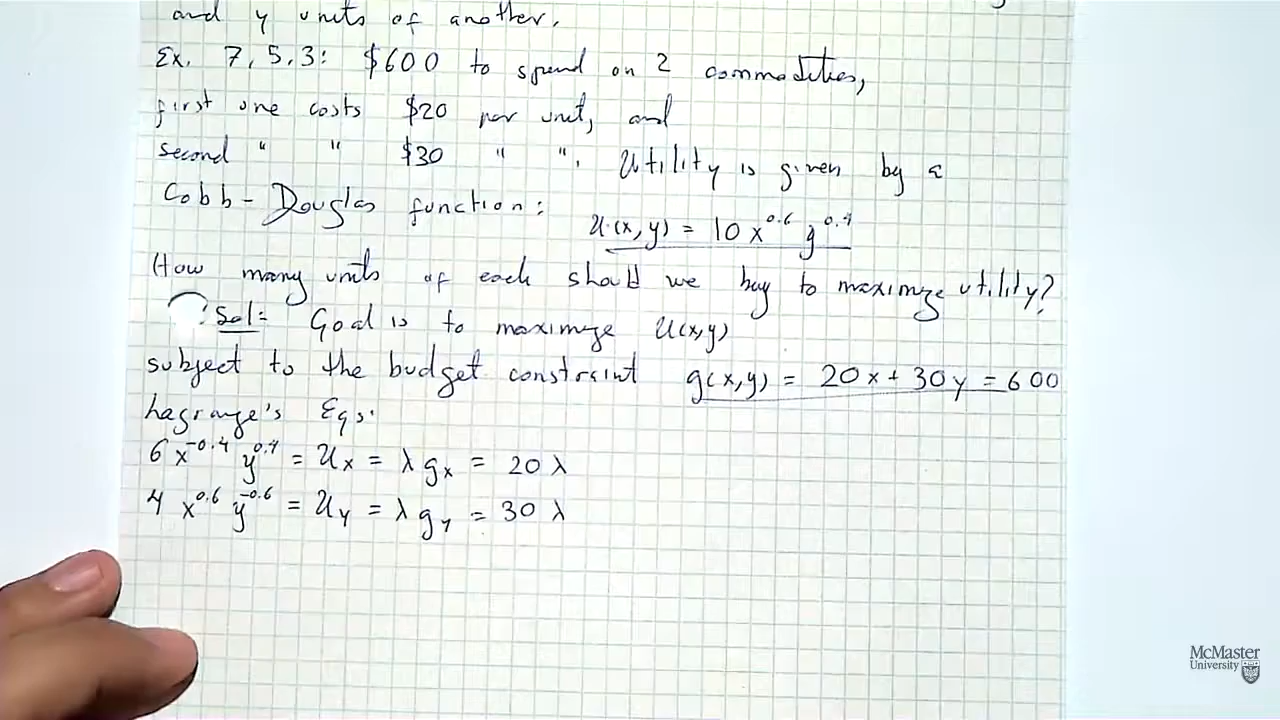 and y units of another.
Ex. 7.5.3: $600 to spend on 2 commodities,
first one costs $20 per unit, and
second " " $30 " ". Utility is given by a
Cobb-Douglas function:
U(x,y) = 10 x^0.6 y^0.4
How many units of each should we buy to maximize utility?
Sol: Goal is to maximize U(x,y)
subject to the budget constraint g(x,y) = 20x + 30y = 600
Lagrange's Eqs:
6 x^-0.4 y^0.4 = U_x = λ g_x = 20 λ
4 x^0.6 y^-0.6 = U_y = λ g_y = 30 λ
McMaster
University